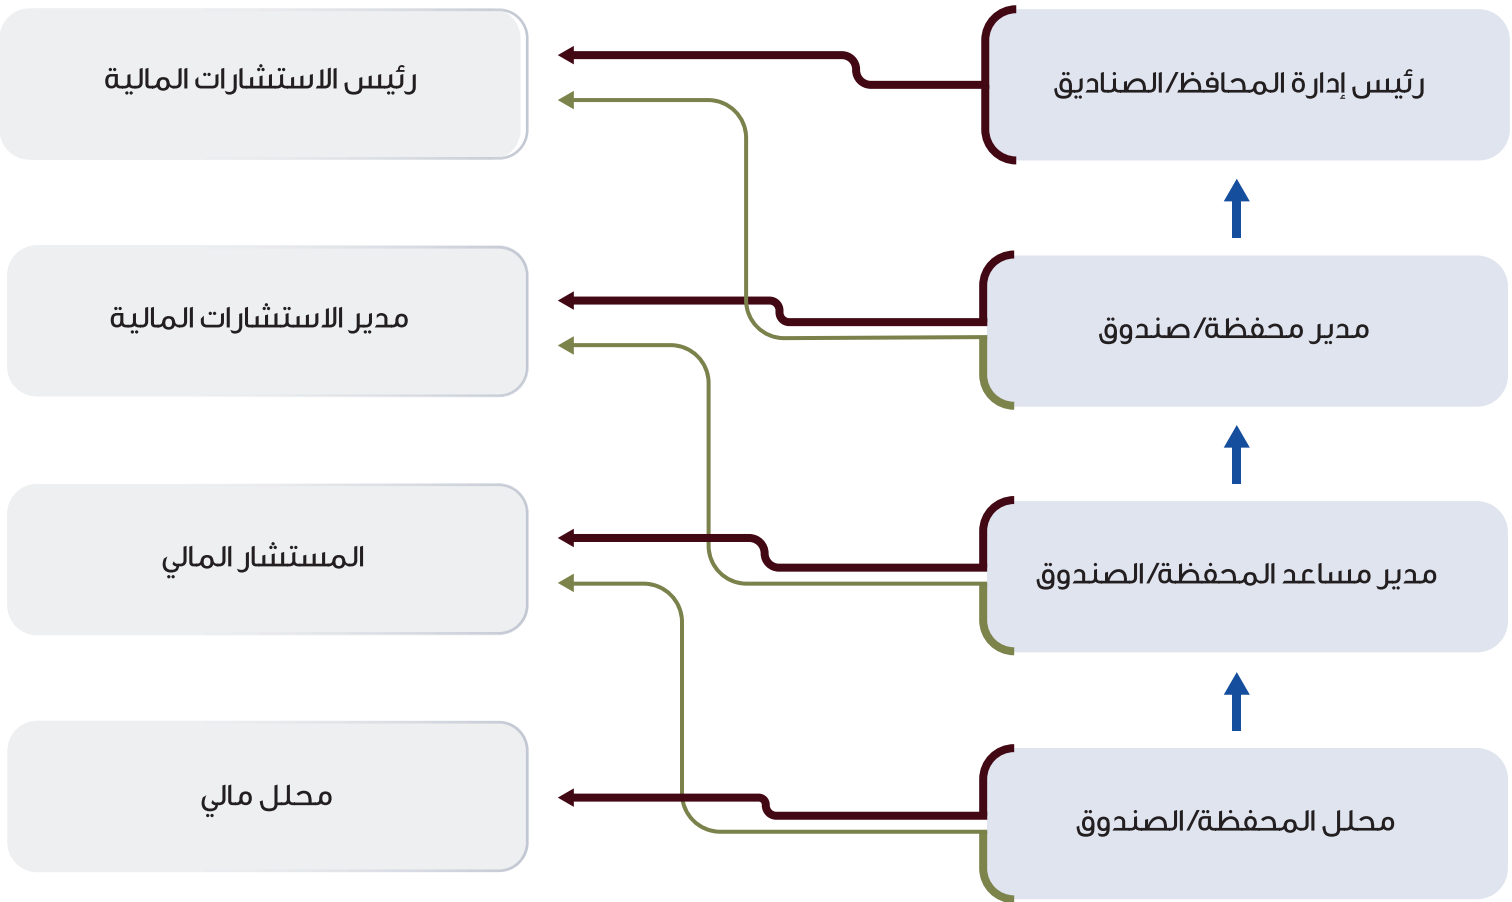 رئيس إدارة المحافظ/الصناديق
رئيس الاستشارات المالية
مدير محفظة/صندوق
مدير الاستشارات المالية
مدير مساعد المحفظة/الصندوق
المستشار المالي
محلل المحفظة/الصندوق
محلل مالي